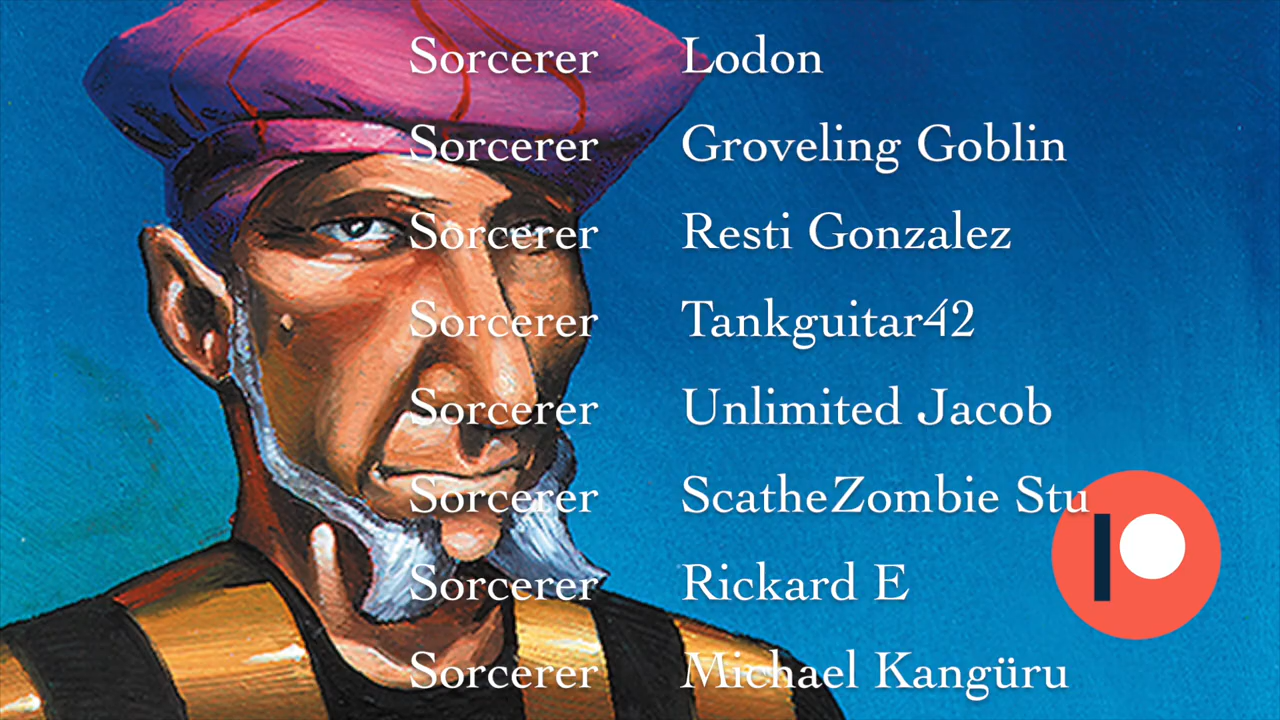 Sorcerer Lodon
Sorcerer Groveling Goblin
Sorcerer Resti Gonzalez
Sorcerer Tankguitar42
Sorcerer Unlimited Jacob
Sorcerer ScatheZombie Stu
Sorcerer Rickard E
Sorcerer Michael Kangüru